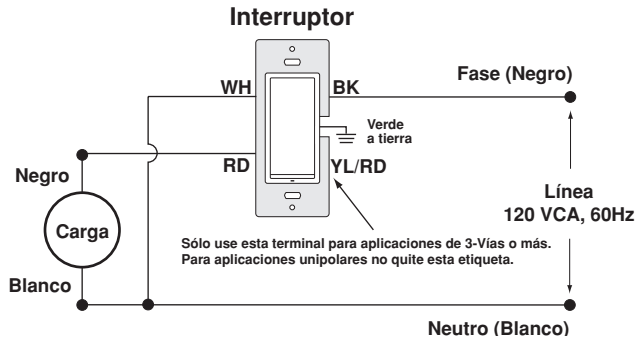 Interruptor
WH
BK
Fase (Negro)
Verde
a tierra
RD
YL/RD
Negro
Carga
Blanco
Línea
120 VCA, 60Hz
Sólo use esta terminal para aplicaciones de 3-Vías o más.
Para aplicaciones unipolares no quite esta etiqueta.
Neutro (Blanco)